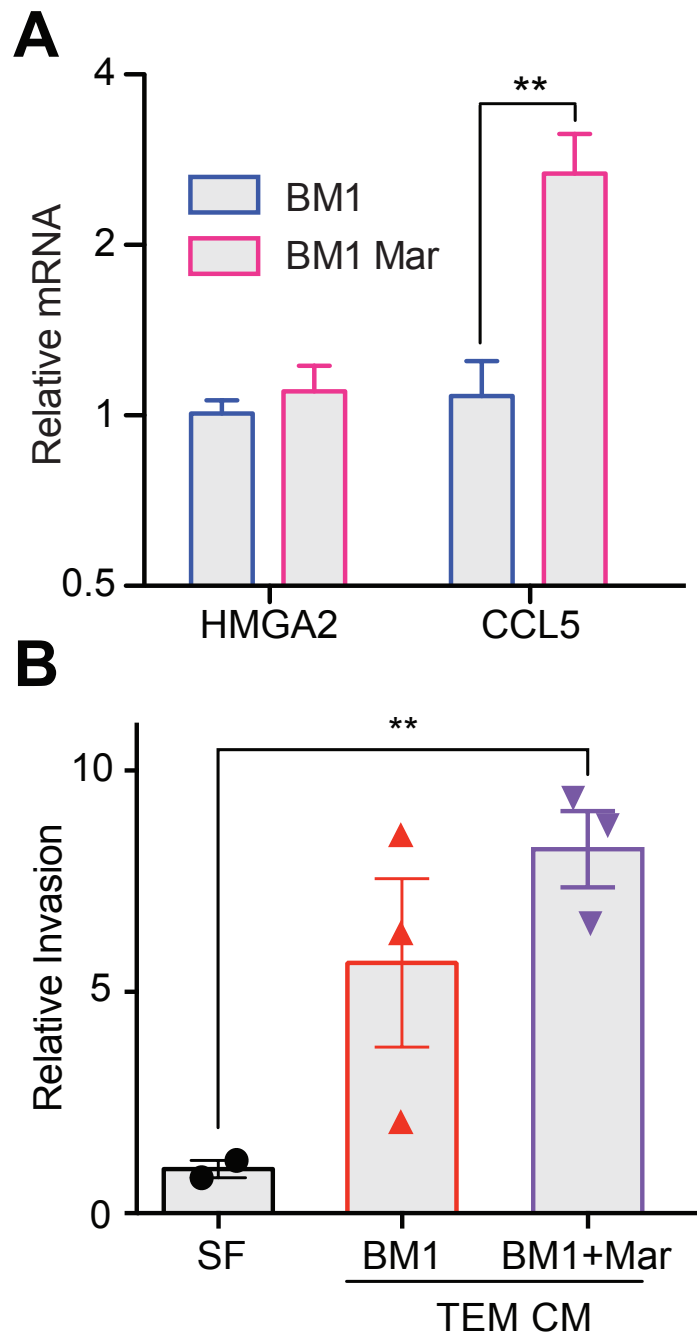 A
4
**
BM1
BM1 Mar
2
Relative mRNA
1
0.5
HMGA2 CCL5
B
**
10
Relative Invasion
5
0
SF BM1 BM1+Mar
TEM CM